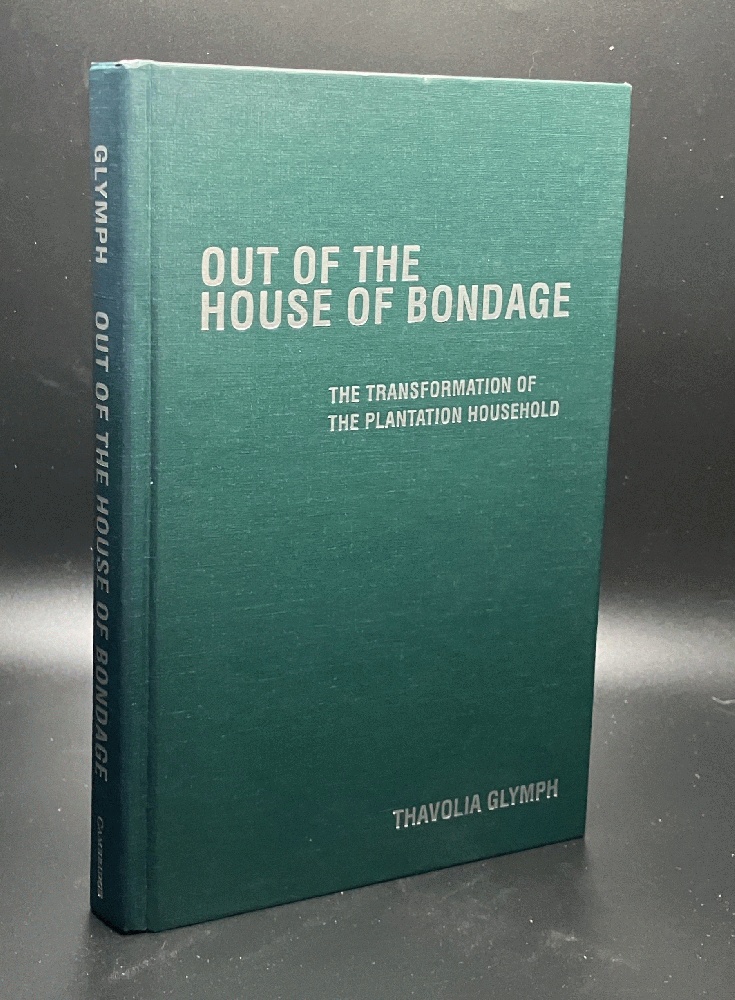 OUT OF THE
HOUSE OF BONDAGE
THE TRANSFORMATION OF
THE PLANTATION HOUSEHOLD
THAVOLIA GLYMPH
GLYMPH OUT OF THE HOUSE OF BONDAGE CAMBRIDGE